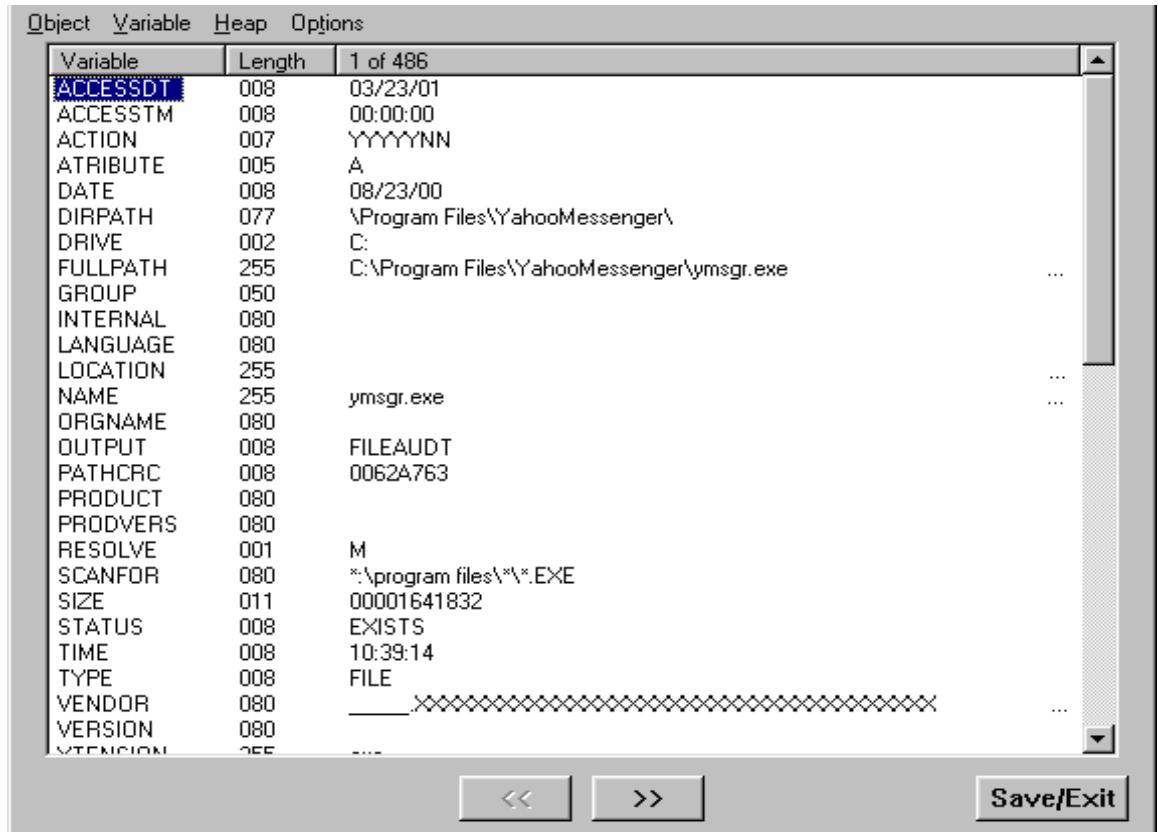 Object Variable Heap Options
Variable Length 1 of 486
ACCESSDT 008 03/23/01
ACCESSTM 008 00:00:00
ACTION 007 YYYYYNN
ATRIBUTE 005 A
DATE 008 08/23/00
DIRPATH 077 \Program Files\YahooMessenger\
DRIVE 002 C:
FULLPATH 255 C:\Program Files\YahooMessenger\ymsgr.exe ...
GROUP 050
INTERNAL 080
LANGUAGE 080
LOCATION 255 ...
NAME 255 ymsgr.exe ...
ORGNAME 080
OUTPUT 008 FILEAUDT
PATHCRC 008 0062A763
PRODUCT 080
PRODVERS 080
RESOLVE 001 M
SCANFOR 080 *:\program files\*\*.EXE
SIZE 011 00001641832
STATUS 008 EXISTS
TIME 008 10:39:14
TYPE 008 FILE
VENDOR 080 ...
VERSION 080
<< >> Save/Exit